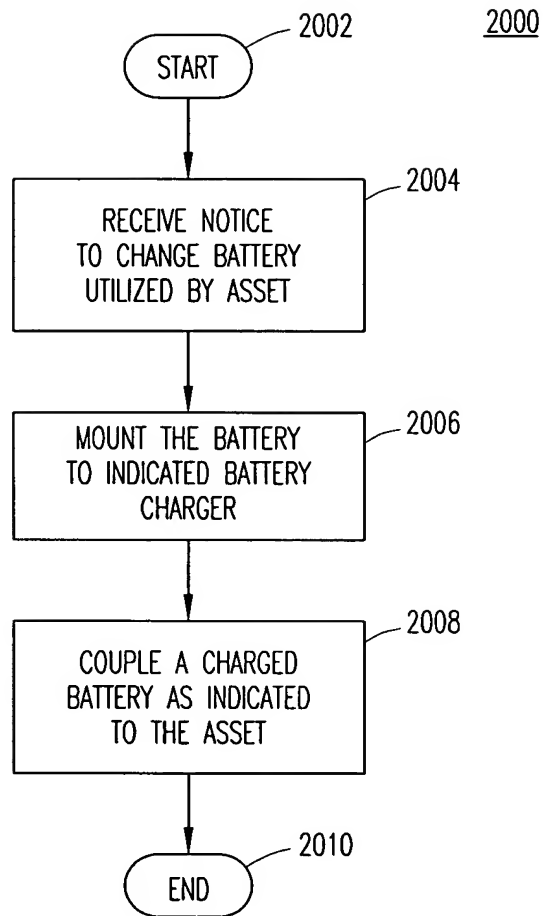 2002
2000
START
2004
RECEIVE NOTICE
TO CHANGE BATTERY
UTILIZED BY ASSET
2006
MOUNT THE BATTERY
TO INDICATED BATTERY
CHARGER
2008
COUPLE A CHARGED
BATTERY AS INDICATED
TO THE ASSET
2010
END